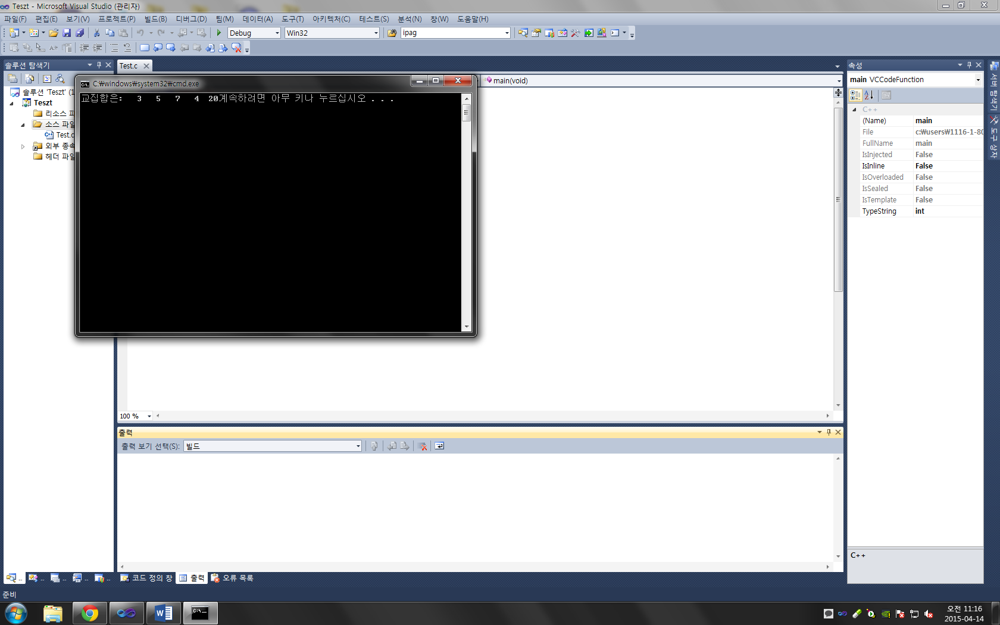 Teszt - Microsoft Visual Studio (관리자)
파일(F) 편집(E) 보기(V) 프로젝트(P) 빌드(B) 디버그(D) 팀(M) 데이터(A) 도구(T) 아키텍처(C) 테스트(S) 분석(N) 창(W) 도움말(H)
Debug Win32 ipag
솔루션 탐색기
Test.c
솔루션 'Teszt' (1
Teszt
리소스 파
소스 파일
Test.c
외부 종속
헤더 파일
C:₩windows₩system32₩cmd.exe
교집합은: 3 5 7 4 20계속하려면 아무 키나 누르십시오 . . .
main(void)
100 %
출력
출력 보기 선택(S): 빌드
코드 정의 창 출력 오류 목록
속성
main VCCodeFunction
C++
(Name) main
File c:₩users₩1116-1-80
FullName main
IsInjected False
IsInline False
IsOverloaded False
IsSealed False
IsTemplate False
TypeString int
C++
서버 탐색기
도구 상자
준비
오전 11:16
2015-04-14